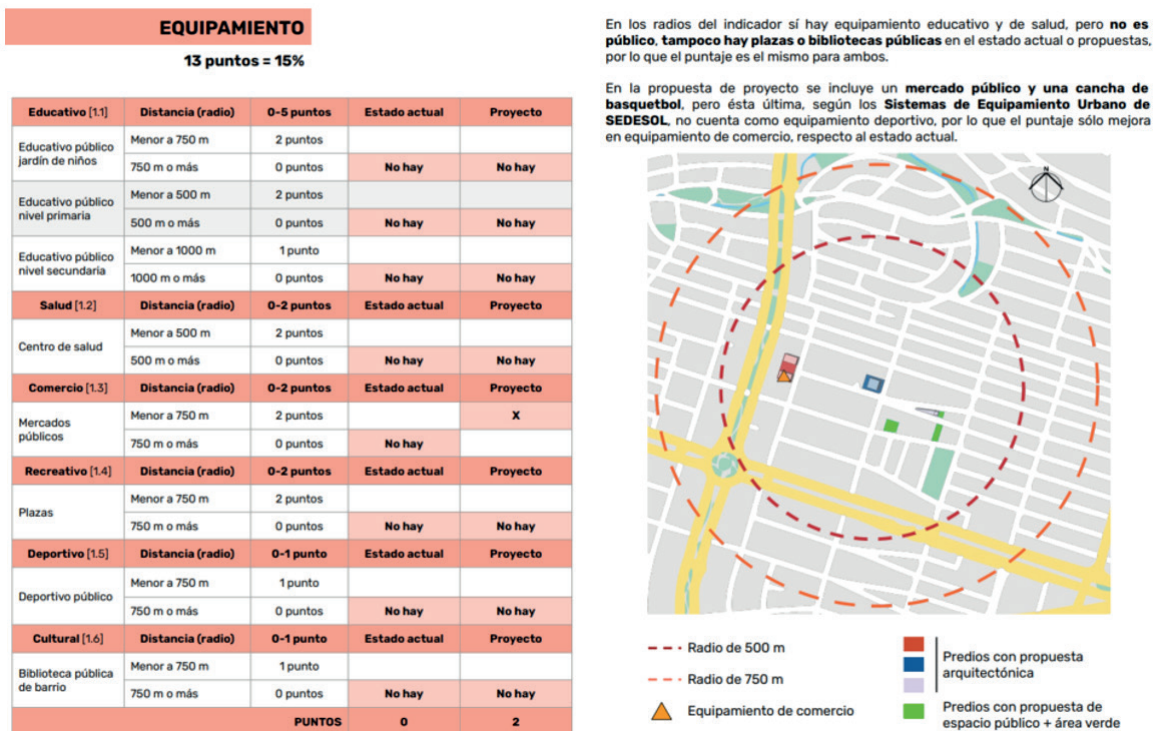 EQUIPAMIENTO
13 puntos = 15%
Educativo [1.1] Distancia (radio) 0-5 puntos Estado actual Proyecto
Educativo público jardín de niños
Menor a 750 m 2 puntos
750 m o más 0 puntos No hay No hay
Educativo público nivel primaria
Menor a 500 m 2 puntos
500 m o más 0 puntos No hay No hay
Educativo público nivel secundaria
Menor a 1000 m 1 punto
1000 m o más 0 puntos No hay No hay
Salud [1.2] Distancia (radio) 0-2 puntos Estado actual Proyecto
Centro de salud
Menor a 500 m 2 puntos
500 m o más 0 puntos No hay No hay
Comercio [1.3] Distancia (radio) 0-2 puntos Estado actual Proyecto
Mercados públicos
Menor a 750 m 2 puntos X
750 m o más 0 puntos No hay
Recreativo [1.4] Distancia (radio) 0-2 puntos Estado actual Proyecto
Plazas
Menor a 750 m 2 puntos
750 m o más 0 puntos No hay No hay
Deportivo [1.5] Distancia (radio) 0-1 punto Estado actual Proyecto
Deportivo público
Menor a 750 m 1 punto
750 m o más 0 puntos No hay No hay
Cultural [1.6] Distancia (radio) 0-1 punto Estado actual Proyecto
Biblioteca pública de barrio
Menor a 750 m 1 punto
750 m o más 0 puntos No hay No hay
PUNTOS 0 2
En los radios del indicador sí hay equipamiento educativo y de salud, pero no es
público, tampoco hay plazas o bibliotecas públicas en el estado actual o propuestas,
por lo que el puntaje es el mismo para ambos.
En la propuesta de proyecto se incluye un mercado público y una cancha de
basquetbol, pero ésta última, según los Sistemas de Equipamiento Urbano de
SEDESOL, no cuenta como equipamiento deportivo, por lo que el puntaje sólo mejora
en equipamiento de comercio, respecto al estado actual.
N
Radio de 500 m
Radio de 750 m
Equipamiento de comercio
Predios con propuesta
arquitectónica
Predios con propuesta de
espacio público + área verde